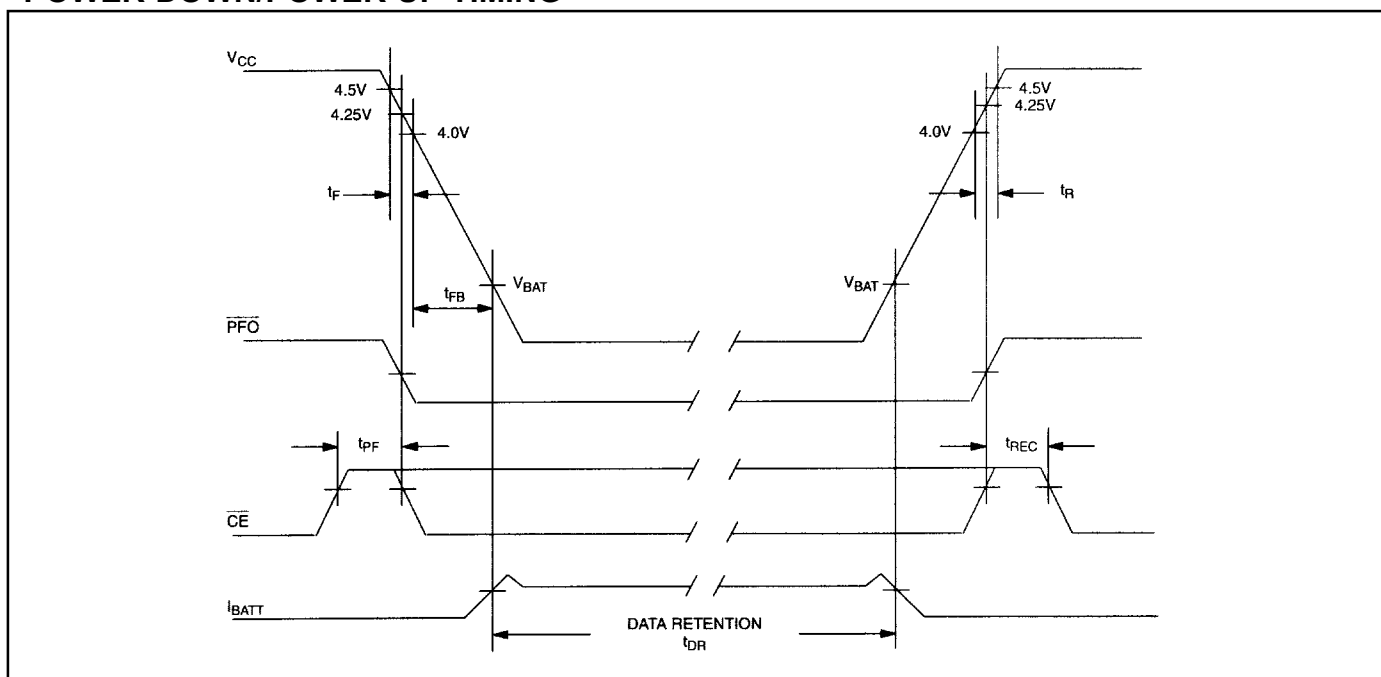 POWER-DOWN/POWER-UP TIMING
VCC
4.5V
4.25V
4.0V
tF
tFB
VBAT
4.5V
4.25V
4.0V
tR
VBAT
PFO
tPF
tREC
CE
IBATT
DATA RETENTION
tDR